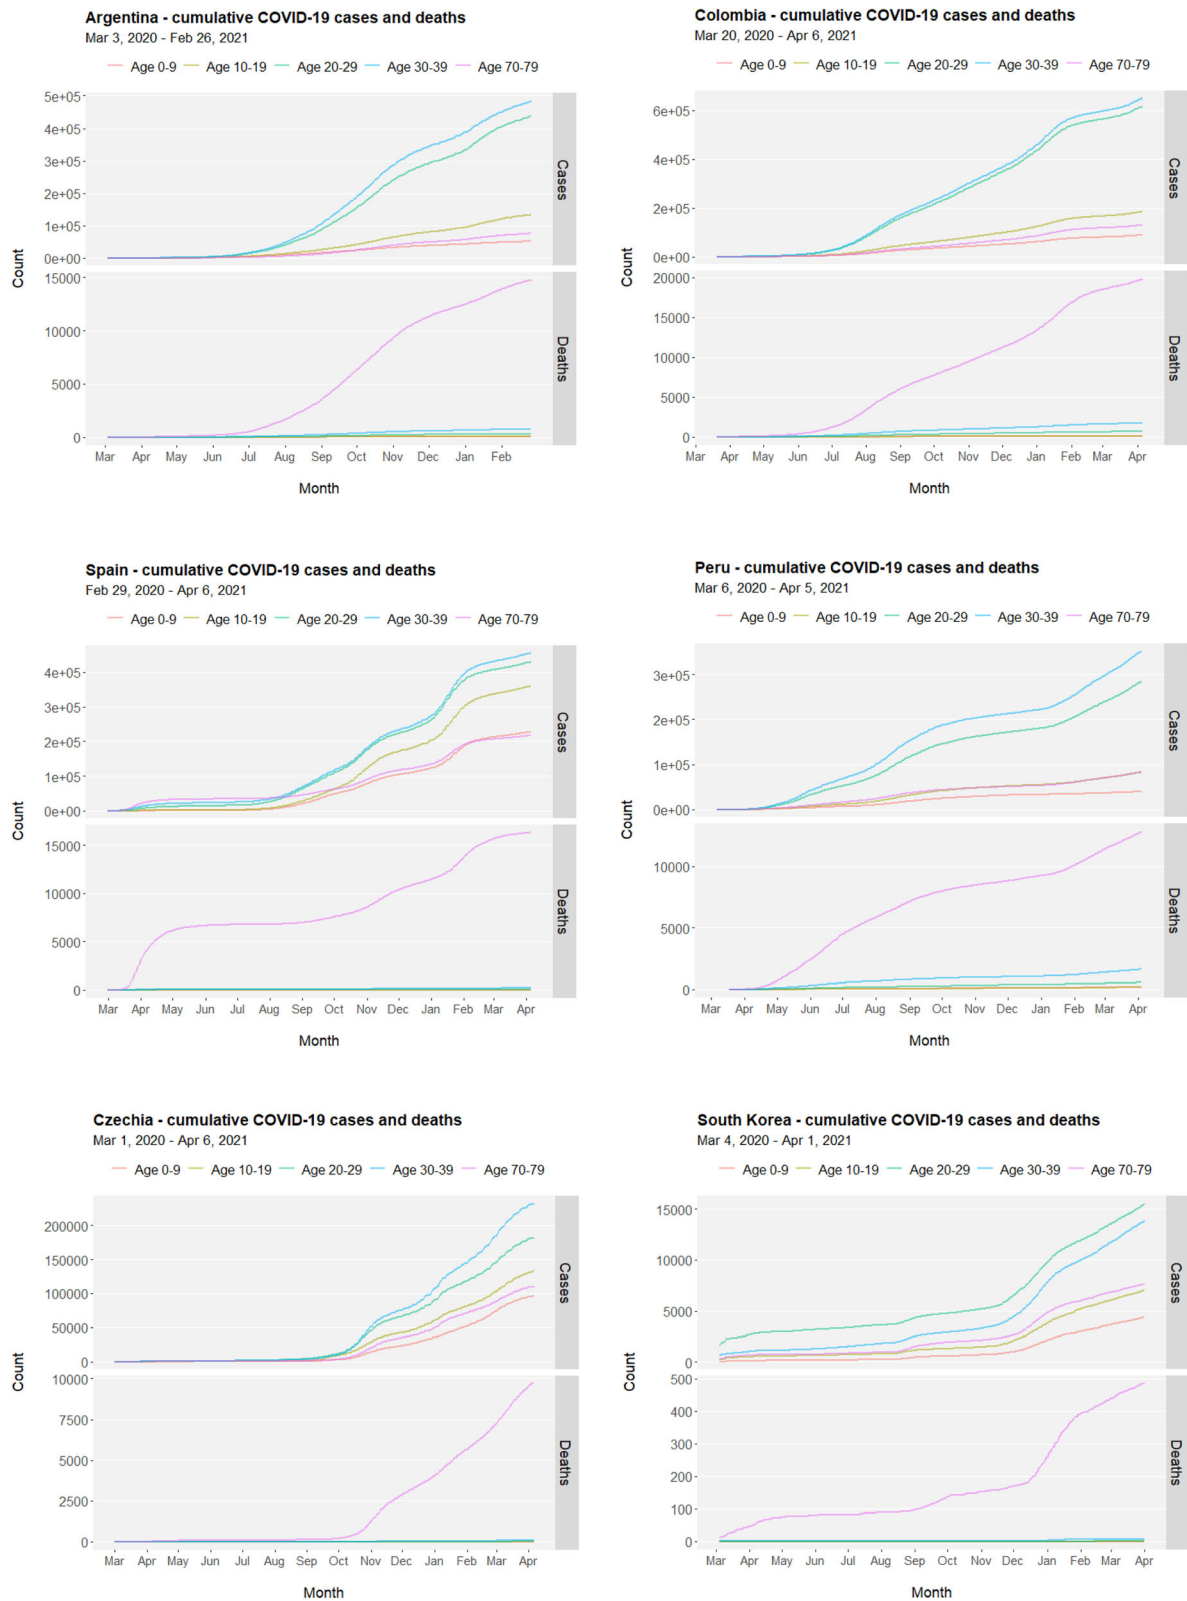 Argentina - cumulative COVID-19 cases and deaths
Mar 3, 2020 - Feb 26, 2021
Age 0-9 Age 10-19 Age 20-29 Age 30-39 Age 70-79
5e+05
4e+05
3e+05
2e+05
1e+05
0e+00
Cases
15000
10000
5000
0
Deaths
Count
Mar Apr May Jun Jul Aug Sep Oct Nov Dec Jan Feb
Month
Colombia - cumulative COVID-19 cases and deaths
Mar 20, 2020 - Apr 6, 2021
Age 0-9 Age 10-19 Age 20-29 Age 30-39 Age 70-79
6e+05
4e+05
2e+05
0e+00
Cases
20000
15000
10000
5000
0
Deaths
Count
Mar Apr May Jun Jul Aug Sep Oct Nov Dec Jan Feb Mar Apr
Month
Spain - cumulative COVID-19 cases and deaths
Feb 29, 2020 - Apr 6, 2021
Age 0-9 Age 10-19 Age 20-29 Age 30-39 Age 70-79
4e+05
3e+05
2e+05
1e+05
0e+00
Cases
15000
10000
5000
0
Deaths
Count
Mar Apr May Jun Jul Aug Sep Oct Nov Dec Jan Feb Mar Apr
Month
Peru - cumulative COVID-19 cases and deaths
Mar 6, 2020 - Apr 5, 2021
Age 0-9 Age 10-19 Age 20-29 Age 30-39 Age 70-79
3e+05
2e+05
1e+05
0e+00
Cases
10000
5000
0
Deaths
Count
Mar Apr May Jun Jul Aug Sep Oct Nov Dec Jan Feb Mar Apr
Month
Czechia - cumulative COVID-19 cases and deaths
Mar 1, 2020 - Apr 6, 2021
Age 0-9 Age 10-19 Age 20-29 Age 30-39 Age 70-79
200000
150000
100000
50000
0
Cases
10000
7500
5000
2500
0
Deaths
Count
Mar Apr May Jun Jul Aug Sep Oct Nov Dec Jan Feb Mar Apr
Month
South Korea - cumulative COVID-19 cases and deaths
Mar 4, 2020 - Apr 1, 2021
Age 0-9 Age 10-19 Age 20-29 Age 30-39 Age 70-79
15000
10000
5000
0
Cases
500
400
300
200
100
0
Deaths
Count
Mar Apr May Jun Jul Aug Sep Oct Nov Dec Jan Feb Mar Apr
Month